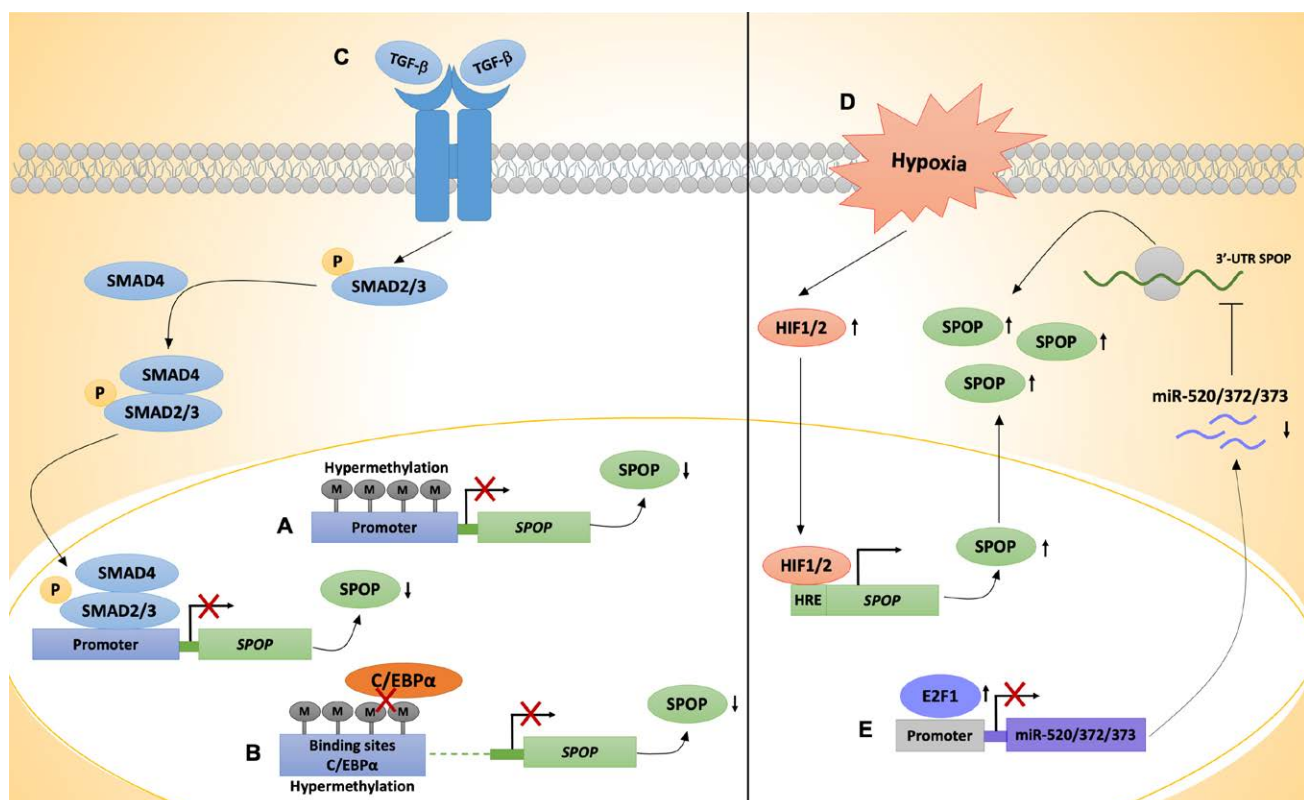 C
TGF-β
TGF-β
P
SMAD2/3
SMAD4
SMAD4
P
SMAD2/3
Hypermethylation
M
M
M
M
A
Promoter
SPOP
SPOP
SMAD4
P
SMAD2/3
Promoter
SPOP
SPOP
C/EBPα
M
M
M
M
B
Binding sites
C/EBPα
Hypermethylation
SPOP
SPOP
D
Hypoxia
HIF1/2
SPOP
SPOP
SPOP
3'-UTR SPOP
miR-520/372/373
HIF1/2
HRE
SPOP
SPOP
E2F1
E
Promoter
miR-520/372/373